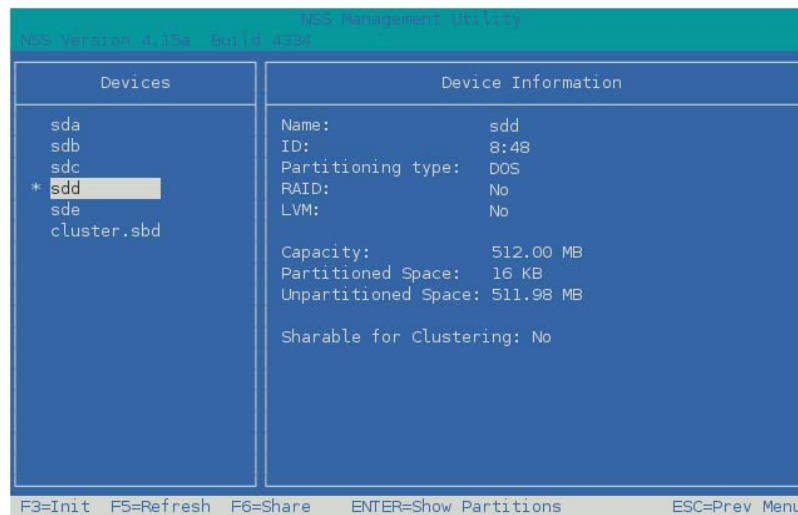 NSS Management Utility
NSS Version 4.15a Build 4334
Devices
Device Information
sda
sdb
sdc
* sdd
sde
cluster.sbd
Name: sdd
ID: 8:48
Partitioning type: DOS
RAID: No
LVM: No
Capacity: 512.00 MB
Partitioned Space: 16 KB
Unpartitioned Space: 511.98 MB
Sharable for Clustering: No
F3=Init F5=Refresh F6=Share ENTER=Show Partitions ESC=Prev Menu